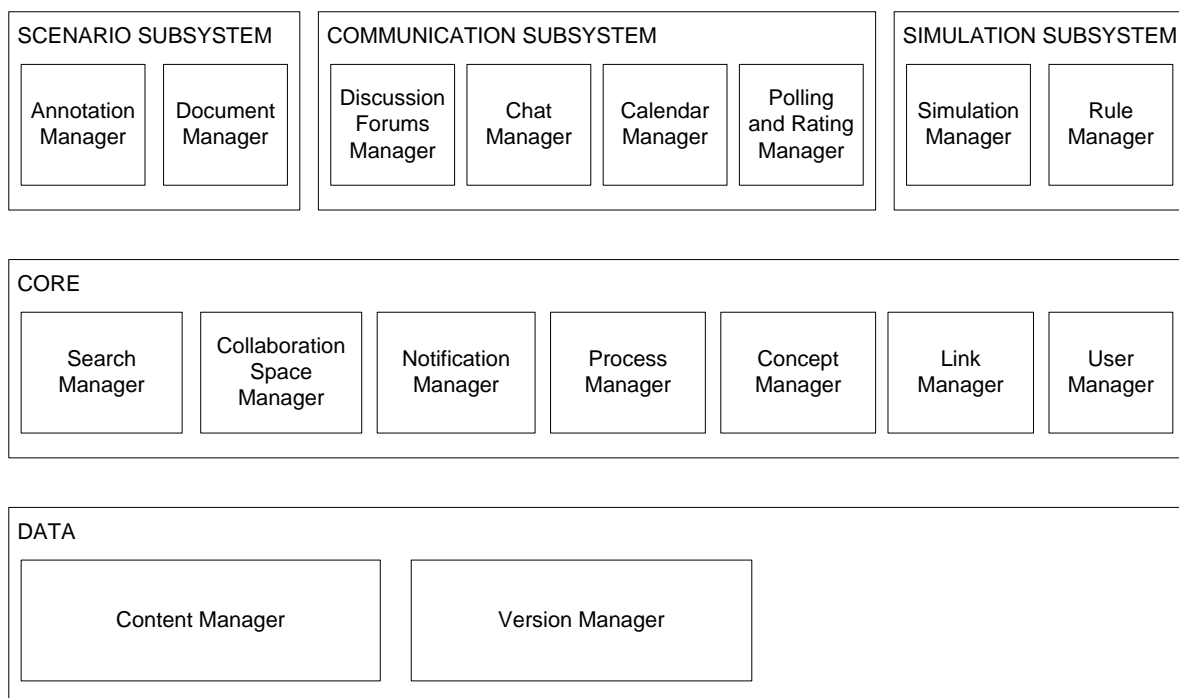 SCENARIO SUBSYSTEM
Annotation
Manager
Document
Manager
COMMUNICATION SUBSYSTEM
Discussion
Forums
Manager
Chat
Manager
Calendar
Manager
Polling
and Rating
Manager
SIMULATION SUBSYSTEM
Simulation
Manager
Rule
Manager
CORE
Search
Manager
Collaboration
Space
Manager
Notification
Manager
Process
Manager
Concept
Manager
Link
Manager
User
Manager
DATA
Content Manager
Version Manager